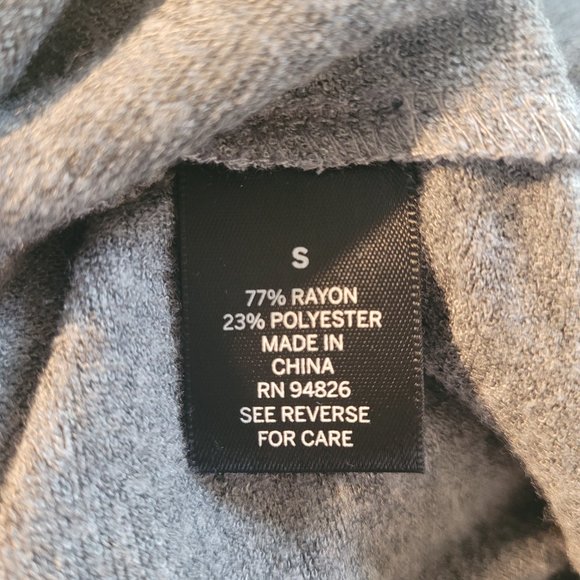 S
77% RAYON
23% POLYESTER
MADE IN
CHINA
RN 94826
SEE REVERSE
FOR CARE